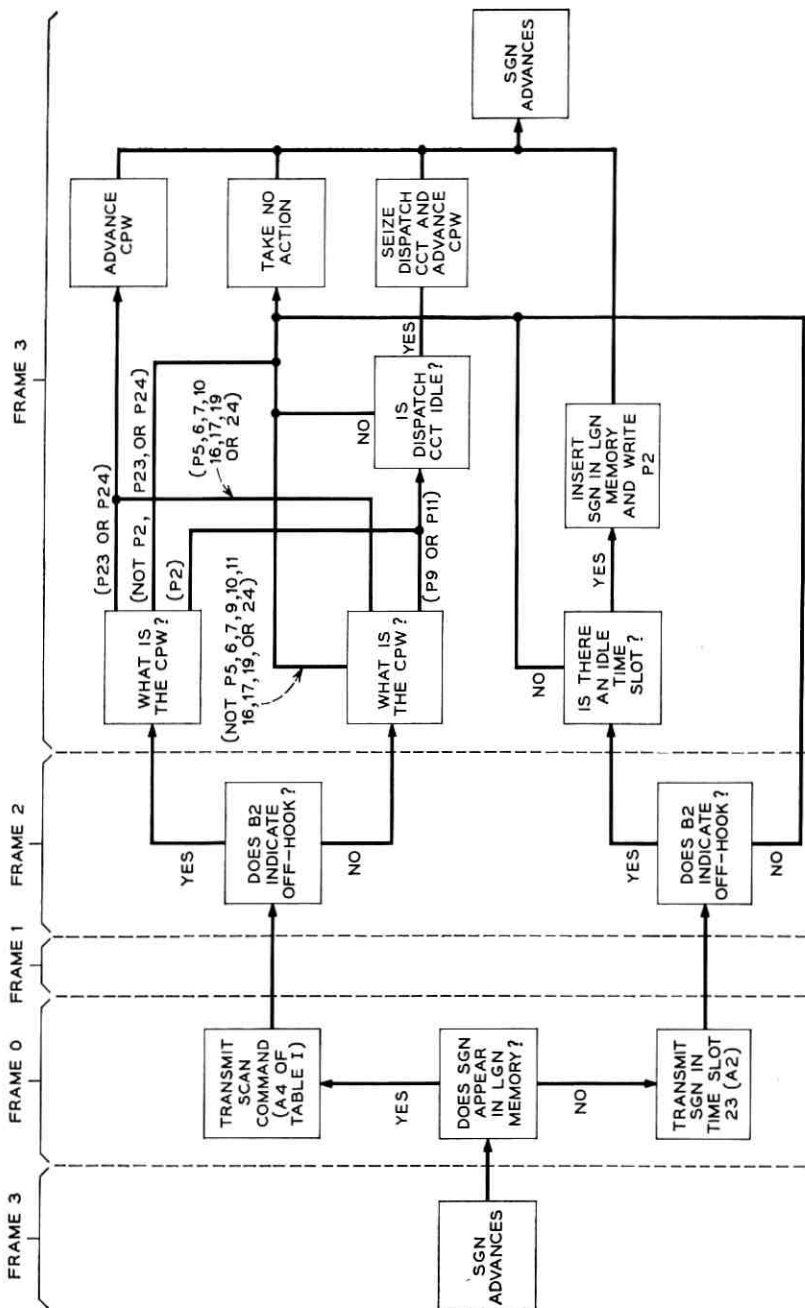 FRAME 3
FRAME 0
FRAME 1
FRAME 2
FRAME 3
SGN
ADVANCES
DOES SGN
APPEAR
IN LGN
MEMORY?
YES
NO
TRANSMIT
SCAN
COMMAND
(A4 OF
TABLE I)
TRANSMIT
SGN IN
TIME SLOT
23 (A2)
DOES B2
INDICATE
OFF-HOOK?
YES
NO
DOES B2
INDICATE
OFF-HOOK?
YES
NO
WHAT IS
THE CPW?
(P23 OR P24)
(NOT P2, P23, OR P24)
(P2)
WHAT IS
THE CPW?
(NOT P5,6,7,9,10,11
16,17,19, OR 24)
(P5,6,7,10
16,17,19
OR 24)
(P9 OR P11)
IS THERE
AN IDLE
TIME
SLOT?
NO
YES
INSERT
SGN IN LGN
MEMORY
AND WRITE
P2
IS
DISPATCH
CCT IDLE?
NO
YES
ADVANCE
CPW
TAKE NO
ACTION
SEIZE
DISPATCH
CCT AND
ADVANCE
CPW
SGN
ADVANCES